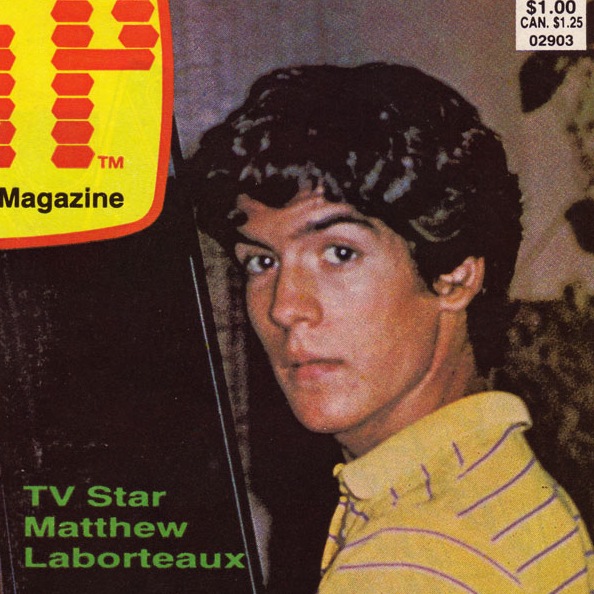 $1.00
CAN. $1.25
02903
TM
Magazine
TV Star
Matthew
Laborteaux